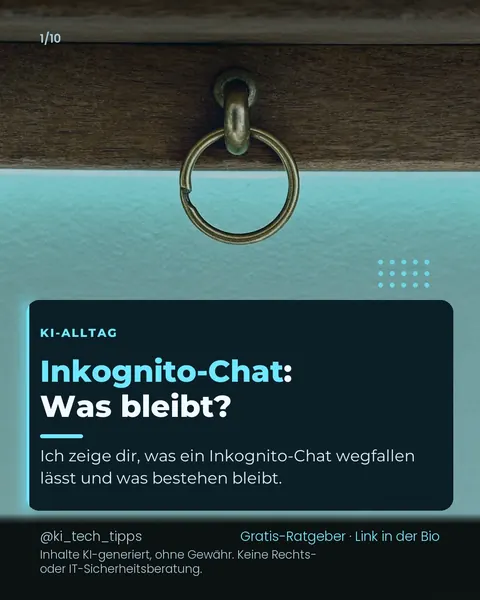 1/10
KI-ALLTAG
Inkognito-Chat:
Was bleibt?
Ich zeige dir, was ein Inkognito-Chat wegfallen
lässt und was bestehen bleibt.
@ki_tech_tipps
Gratis-Ratgeber · Link in der Bio
Inhalte KI-generiert, ohne Gewähr. Keine Rechts-
oder IT-Sicherheitsberatung.